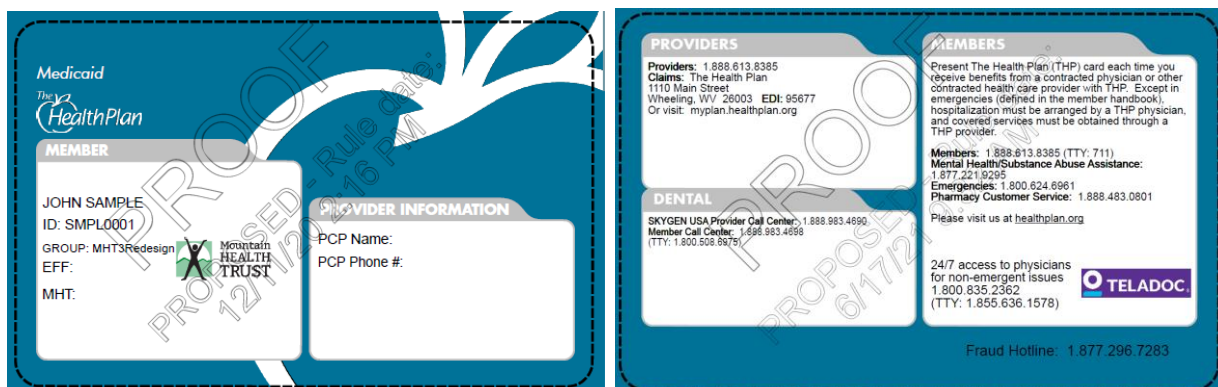 Medicaid
The
HealthPlan
MEMBER
JOHN SAMPLE
ID: SMPL0001
GROUP: MHT3Redesign
EFF:
MHT:
Mountain
HEALTH
TRUST
PROVIDER INFORMATION
PCP Name:
PCP Phone #:
PROOF
PROPOSED - Rule date:
12/11/20 2:16 PM
PROVIDERS
Providers: 1.888.613.8385
Claims: The Health Plan
1110 Main Street
Wheeling, WV 26003 EDI: 95677
Or visit: myplan.healthplan.org
DENTAL
SKYGEN USA Provider Call Center: 1.888.983.4690
Member Call Center: 1.888.983.4698
(TTY: 1.800.508.6975)
MEMBERS
Present The Health Plan (THP) card each time you
receive benefits from a contracted physician or other
contracted health care provider with THP. Except in
emergencies (defined in the member handbook),
hospitalization must be arranged by a THP physician,
and covered services must be obtained through a
THP provider.
Members: 1.888.613.8385 (TTY: 711)
Mental Health/Substance Abuse Assistance:
1.877.221.9295
Emergencies: 1.800.624.6961
Pharmacy Customer Service: 1.888.483.0801
Please visit us at healthplan.org
24/7 access to physicians
for non-emergent issues
1.800.835.2362
(TTY: 1.855.636.1578)
TELADOC
Fraud Hotline: 1.877.296.7283
PROOF
PROPOSED - Rule date:
6/17/21